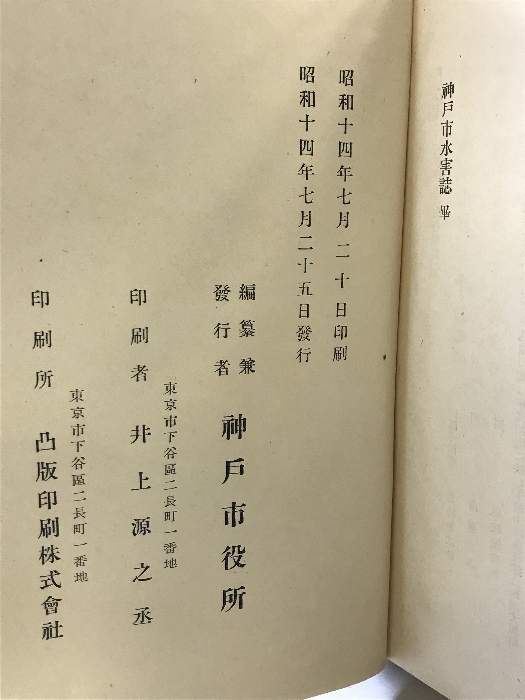 神戶市水害誌 畢
昭和十四年七月二十日印刷
昭和十四年七月二十五日發行
編纂兼
發行者
神戶市役所
東京市下谷區二長町一番地
印刷者 井上源之丞
東京市下谷區二長町一番地
印刷所 凸版印刷株式會社